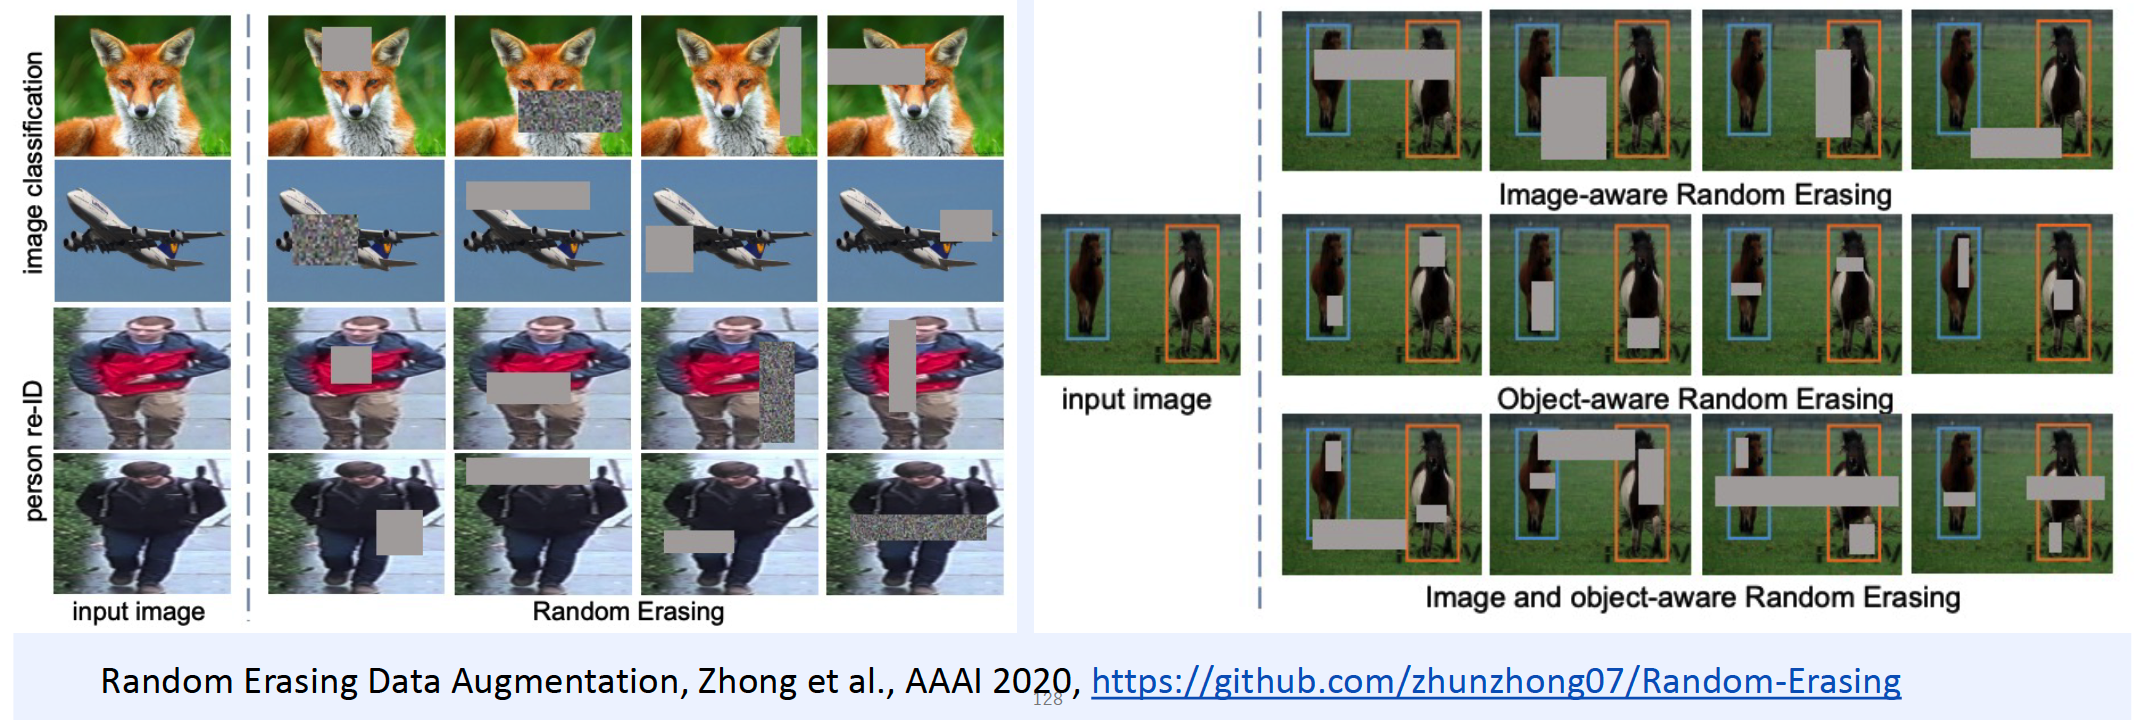 image classification
person re-ID
input image
Random Erasing
input image
Image-aware Random Erasing
Object-aware Random Erasing
Image and object-aware Random Erasing
Random Erasing Data Augmentation, Zhong et al., AAAI 2020, https://github.com/zhunzhong07/Random-Erasing
128